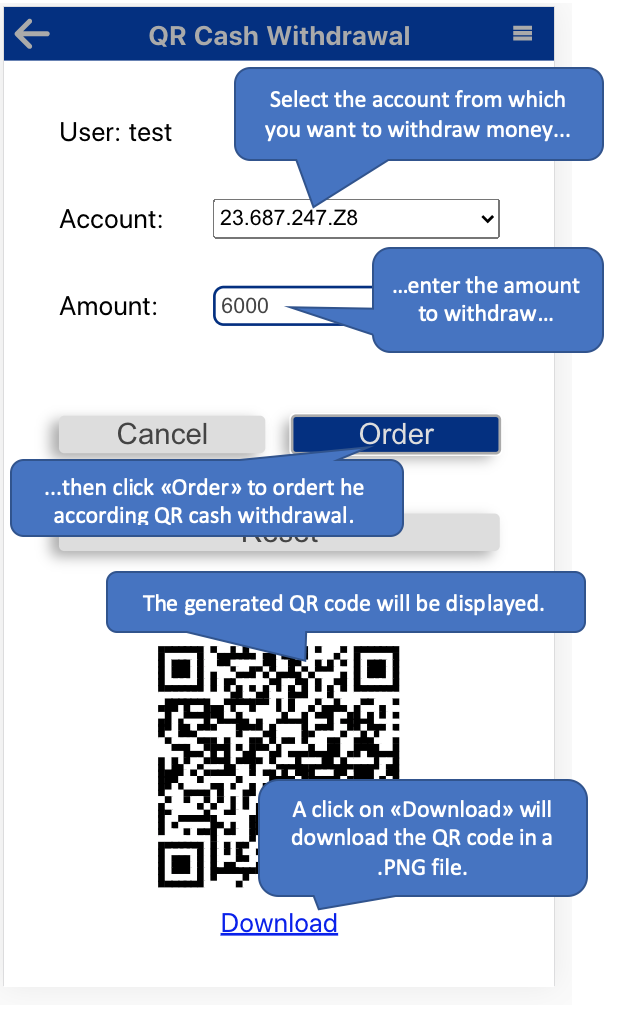 QR Cash Withdrawal
Select the account from which
you want to withdraw money...
User: test
Account:
23.687.247.Z8
...enter the amount
to withdraw...
Amount:
6000
Cancel
Order
...then click «Order» to ordert he
according QR cash withdrawal.
Reset
The generated QR code will be displayed.
A click on «Download» will
download the QR code in a
.PNG file.
Download